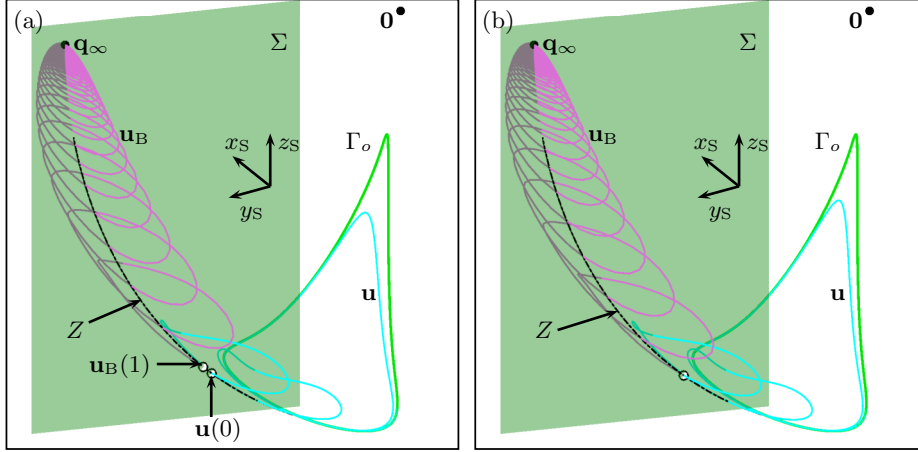 (a)
0
q∞
Σ
u_B
x_S
z_S
Γ_o
y_S
u
Z
u_B(1)
u(0)
(b)
0
q∞
Σ
u_B
x_S
z_S
Γ_o
y_S
u
Z